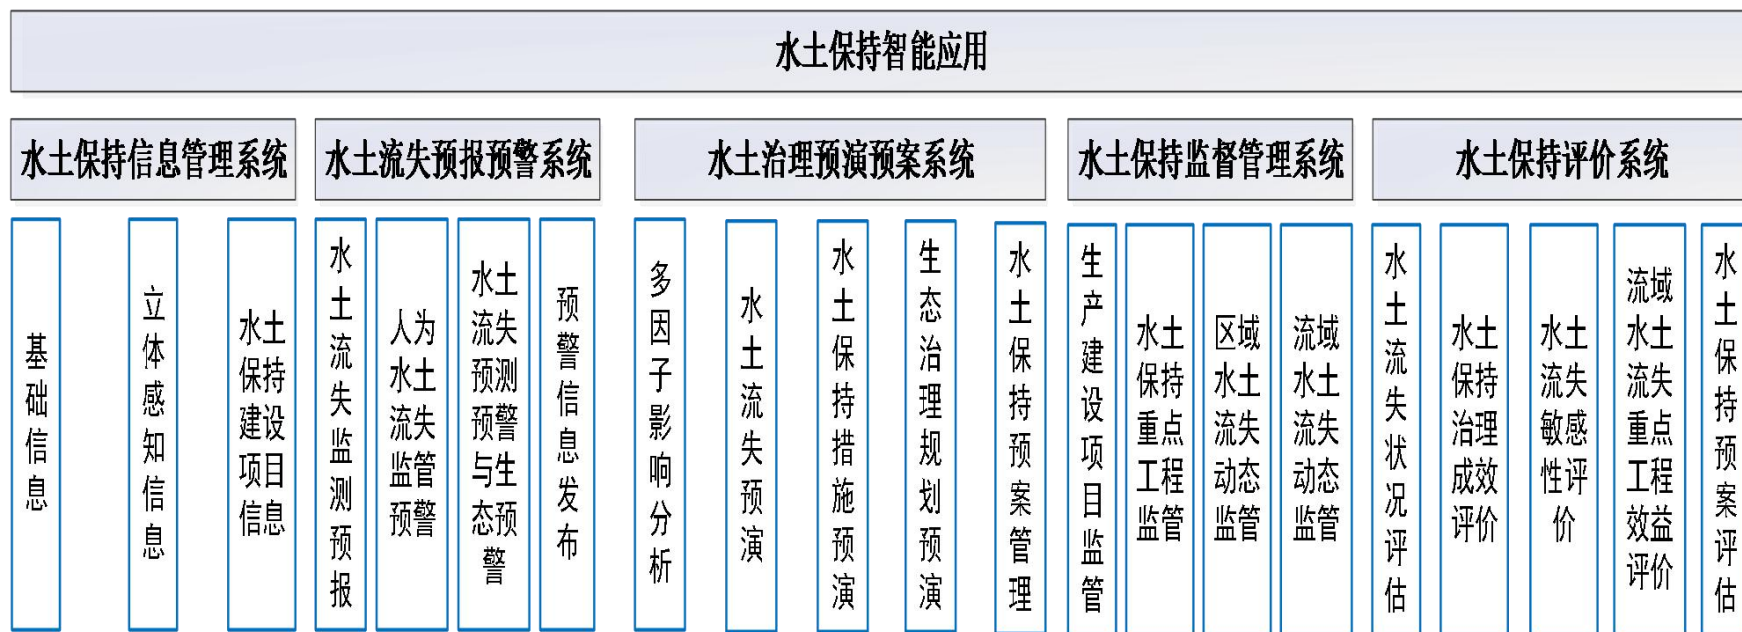 水土保持智能应用
水土保持信息管理系统
水土流失预报预警系统
水土治理预演预案系统
水土保持监督管理系统
水土保持评价系统
基础信息
立体感知信息
水土
保持
建设
项目
信息
水土流失监测预报
人为
水土
流失
监管
预警
水土
流失
预测
预警
与生
态预
警
预警信息发布
多因子影响分析
水土流失预演
水土保持措施预演
生态治理规划预演
水土保持预案管理
生产建设项目监管
水土
保持
重点
工程
监管
区域
水土
流失
动态
监管
流域
水土
流失
动态
监管
水土流失状况评估
水土
保持
治理
成效
评价
水土
流失
敏感
性评
价
流域
水土
流失
重点
工程
效益
评价
水土保持预案评估